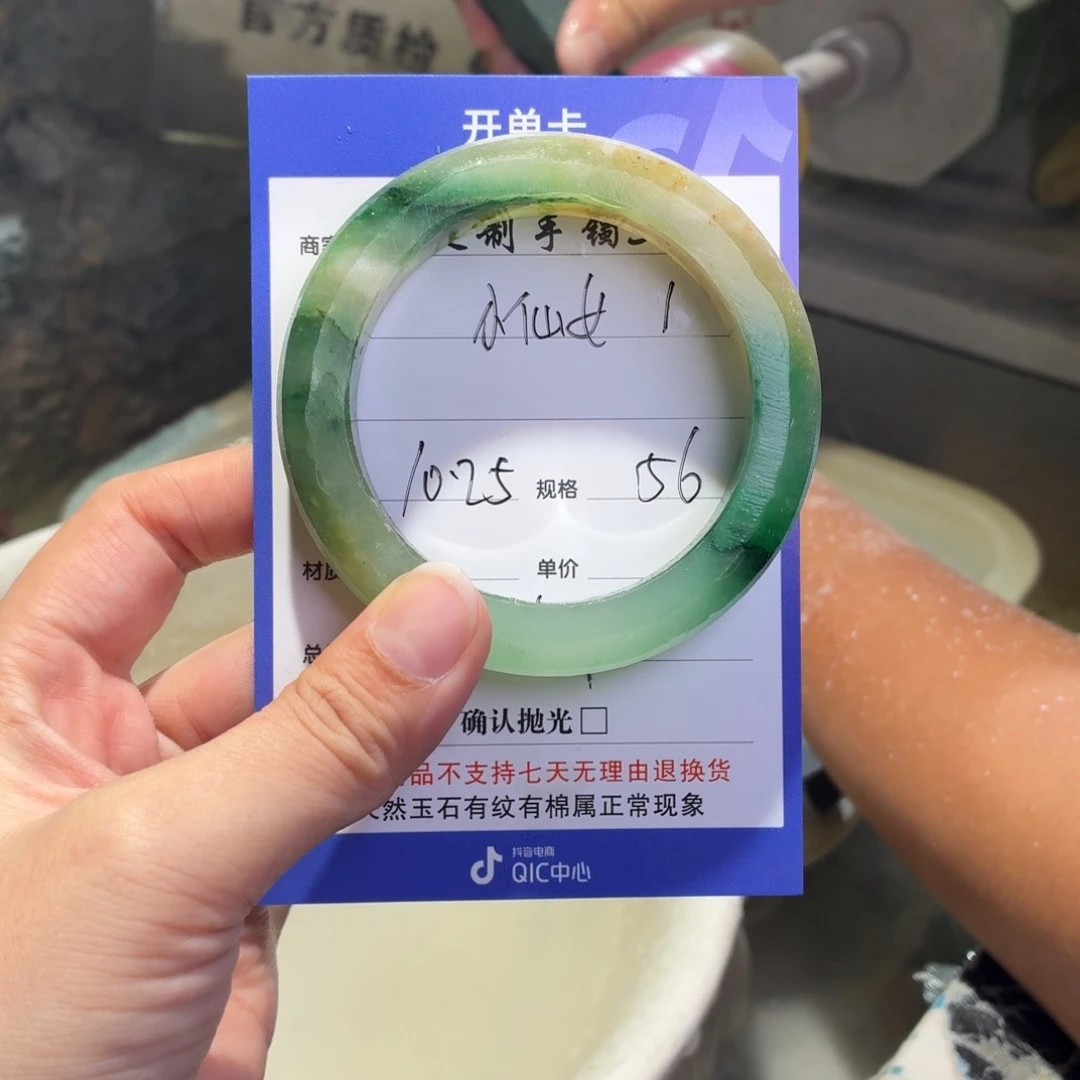 官方质检
开单卡
商
制手镯
水仙女 1
10.25 规格 56
材质 单价
总
确认抛光□
品不支持七天无理由退换货
然玉石有纹有棉属正常现象
抖音电商
QIC中心